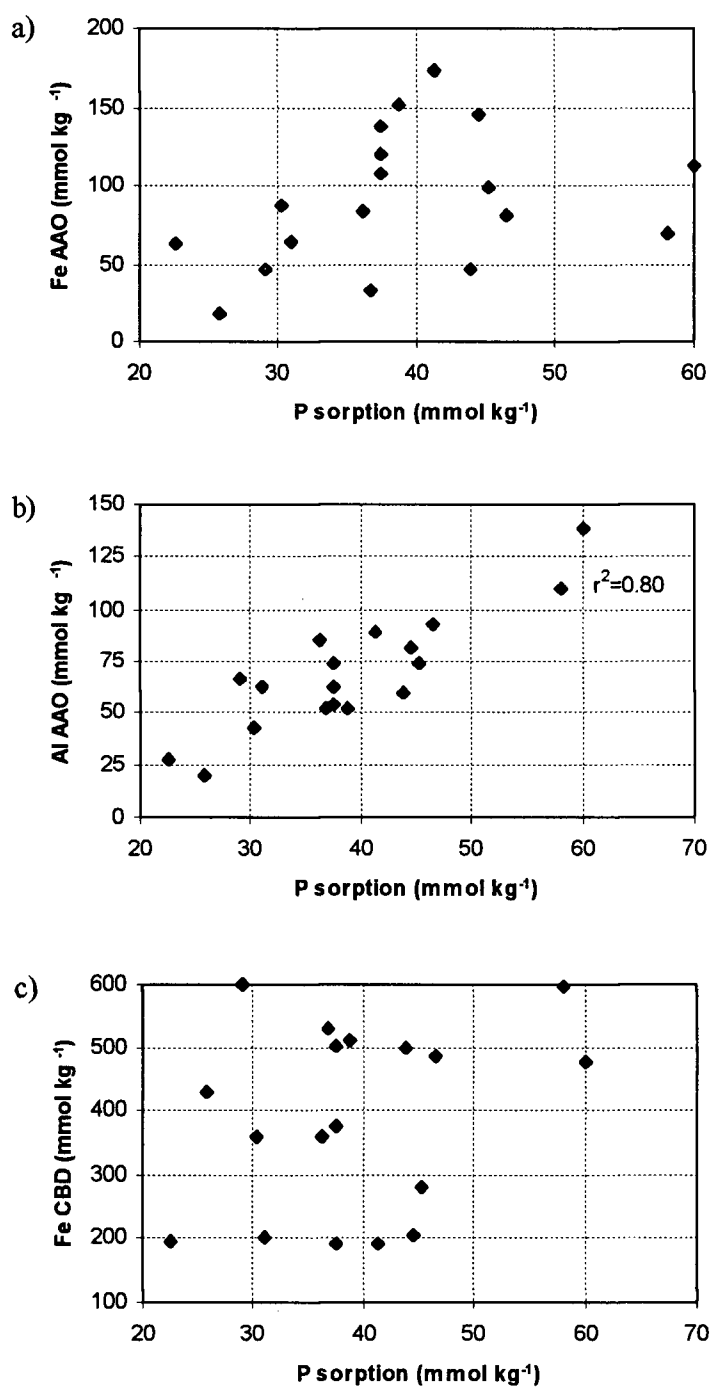 a)
200
150
100
50
0
Fe AAO (mmol kg -1)
20 30 40 50 60
P sorption (mmol kg-1)
b)
150
125
100
75
50
25
0
Al AAO (mmol kg -1)
r2=0.80
20 30 40 50 60 70
P sorption (mmol kg-1)
c)
600
500
400
300
200
100
Fe CBD (mmol kg -1)
20 30 40 50 60 70
P sorption (mmol kg-1)